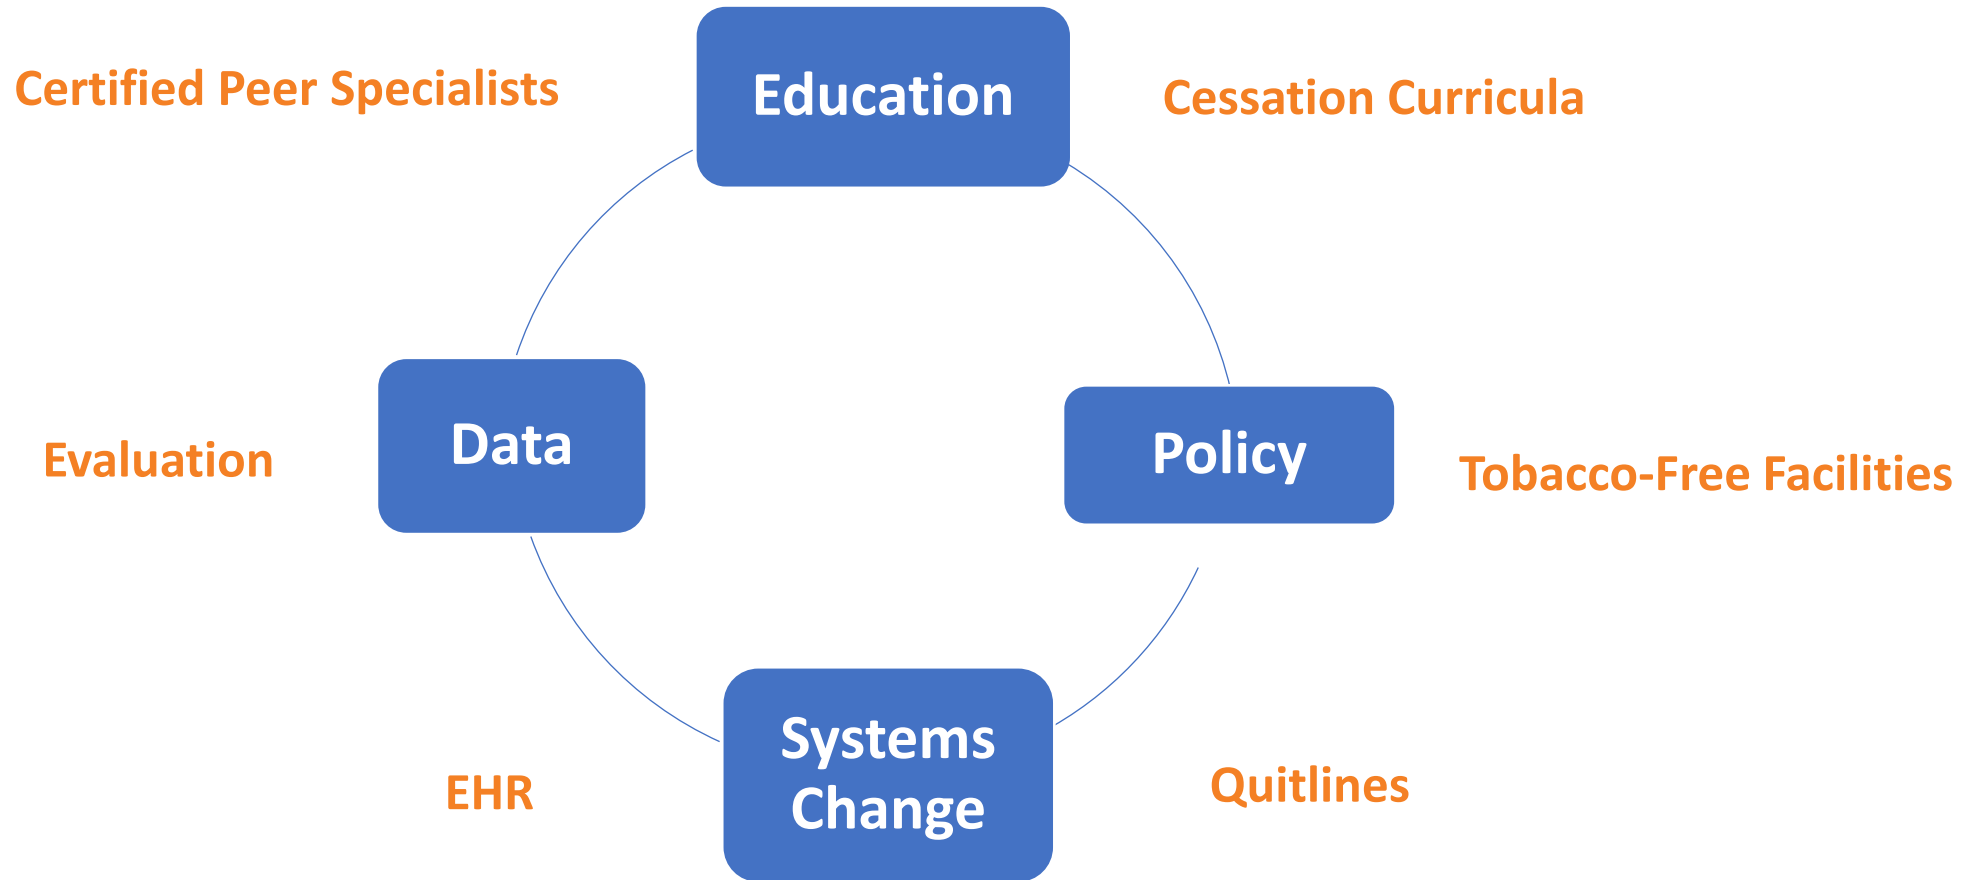 Certified Peer Specialists
Education
Cessation Curricula
Data
Policy
Evaluation
Tobacco-Free Facilities
Systems
Change
EHR
Quitlines